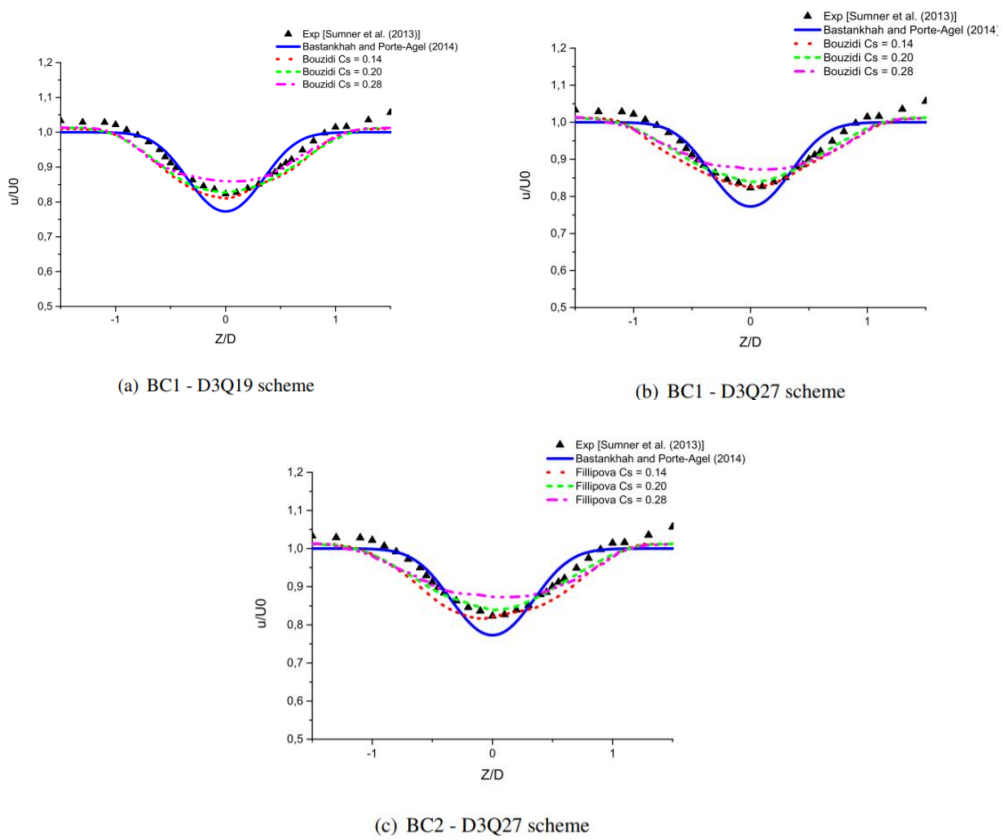 Exp [Sumner et al. (2013)]
Bastankhah and Porte-Agel (2014)
Bouzidi Cs = 0.14
Bouzidi Cs = 0.20
Bouzidi Cs = 0.28
1,2
1,1
1,0
0,9
0,8
0,7
0,6
0,5
u/U0
-1 0 1
Z/D
(a) BC1 - D3Q19 scheme
Exp [Sumner et al. (2013)]
Bastankhah and Porte-Agel (2014)
Bouzidi Cs = 0.14
Bouzidi Cs = 0.20
Bouzidi Cs = 0.28
1,2
1,1
1,0
0,9
0,8
0,7
0,6
0,5
u/U0
-1 0 1
Z/D
(b) BC1 - D3Q27 scheme
Exp [Sumner et al. (2013)]
Bastankhah and Porte-Agel (2014)
Fillipova Cs = 0.14
Fillipova Cs = 0.20
Fillipova Cs = 0.28
1,2
1,1
1,0
0,9
0,8
0,7
0,6
0,5
u/U0
-1 0 1
Z/D
(c) BC2 - D3Q27 scheme